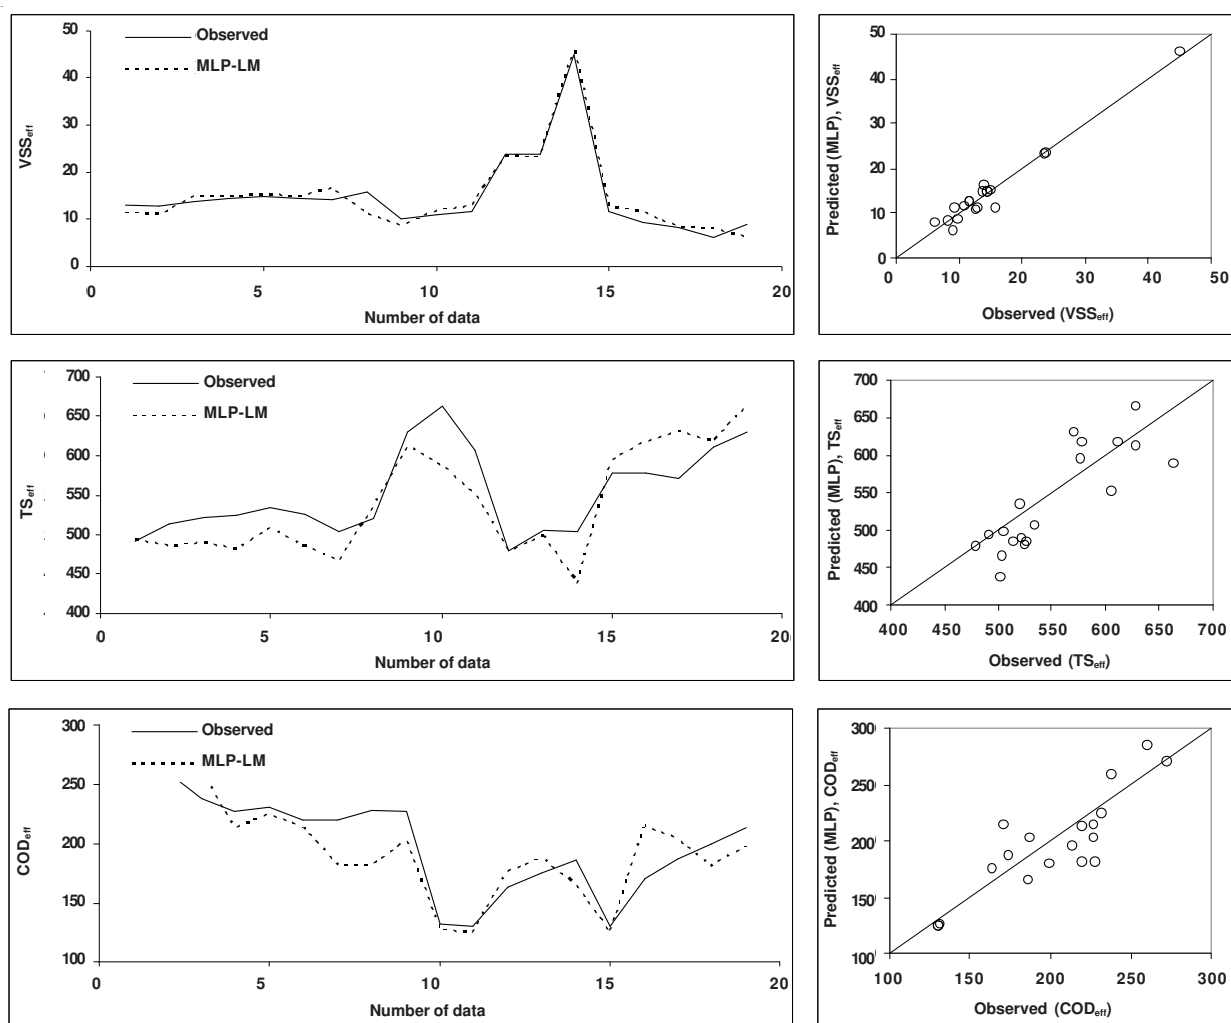 50
40
30
20
10
0
VSSeff
Observed
MLP-LM
0 5 10 15 20
Number of data
50
40
30
20
10
0
Predicted (MLP), VSSeff
0 10 20 30 40 50
Observed (VSSeff)
700
650
600
550
500
450
400
TSeff
Observed
MLP-LM
0 5 10 15 20
Number of data
700
650
600
550
500
450
400
Predicted (MLP), TSeff
400 450 500 550 600 650 700
Observed (TSeff)
300
250
200
150
100
CODeff
Observed
MLP-LM
0 5 10 15 20
Number of data
300
250
200
150
100
Predicted (MLP), CODeff
100 150 200 250 300
Observed (CODeff)